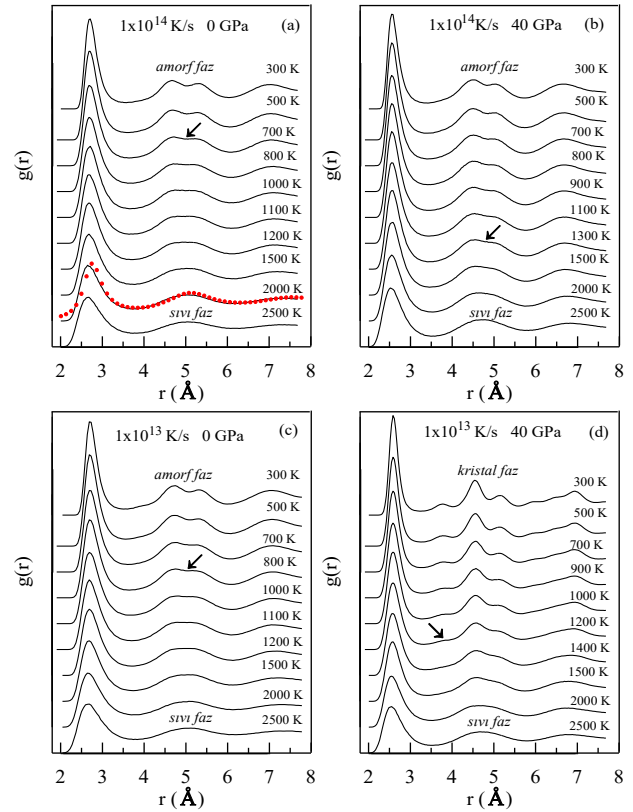 1x10¹⁴ K/s 0 GPa (a)
amorf faz
300 K
500 K
700 K
800 K
1000 K
1100 K
1200 K
1500 K
2000 K
sıvı faz
2500 K
g(r)
2 3 4 5 6 7 8
r (Å)
1x10¹⁴ K/s 40 GPa (b)
amorf faz
300 K
500 K
700 K
800 K
900 K
1100 K
1300 K
1500 K
2000 K
sıvı faz
2500 K
g(r)
2 3 4 5 6 7 8
r (Å)
1x10¹³ K/s 0 GPa (c)
amorf faz
300 K
500 K
700 K
800 K
1000 K
1100 K
1200 K
1500 K
2000 K
sıvı faz
2500 K
g(r)
2 3 4 5 6 7 8
r (Å)
1x10¹³ K/s 40 GPa (d)
kristal faz
300 K
500 K
700 K
900 K
1000 K
1200 K
1400 K
1500 K
2000 K
sıvı faz
2500 K
g(r)
2 3 4 5 6 7 8
r (Å)